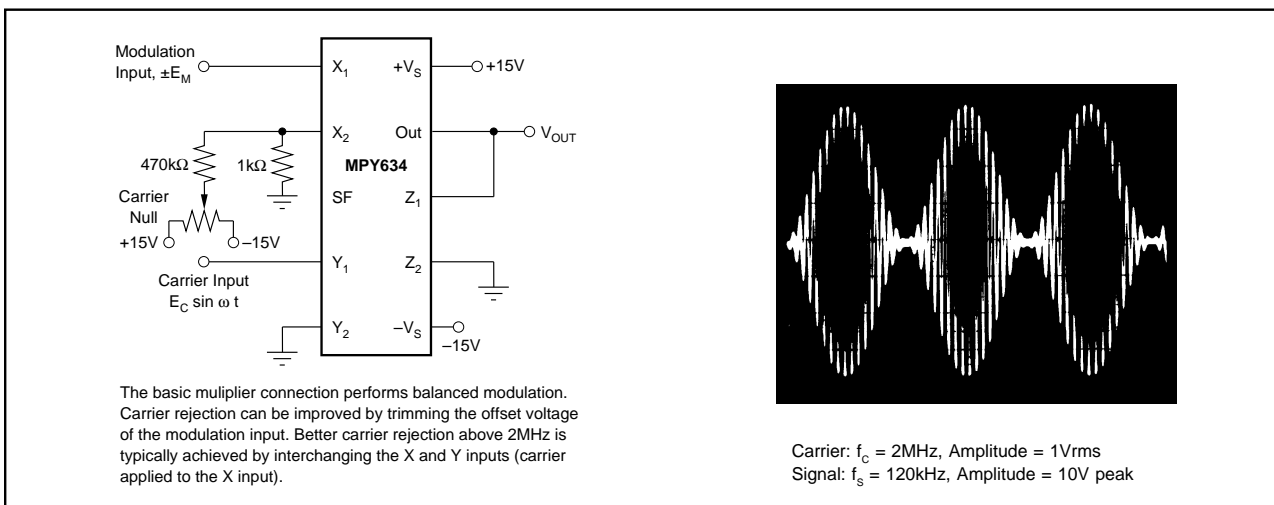 Modulation
Input, ±E_M
X_1
+V_S
+15V
X_2
Out
V_OUT
470kΩ
1kΩ
MPY634
Carrier
Null
SF
Z_1
+15V
–15V
Y_1
Z_2
Carrier Input
E_C sin ω t
Y_2
–V_S
–15V
The basic muliplier connection performs balanced modulation.
Carrier rejection can be improved by trimming the offset voltage
of the modulation input. Better carrier rejection above 2MHz is
typically achieved by interchanging the X and Y inputs (carrier
applied to the X input).
Carrier: f_C = 2MHz, Amplitude = 1Vrms
Signal: f_S = 120kHz, Amplitude = 10V peak